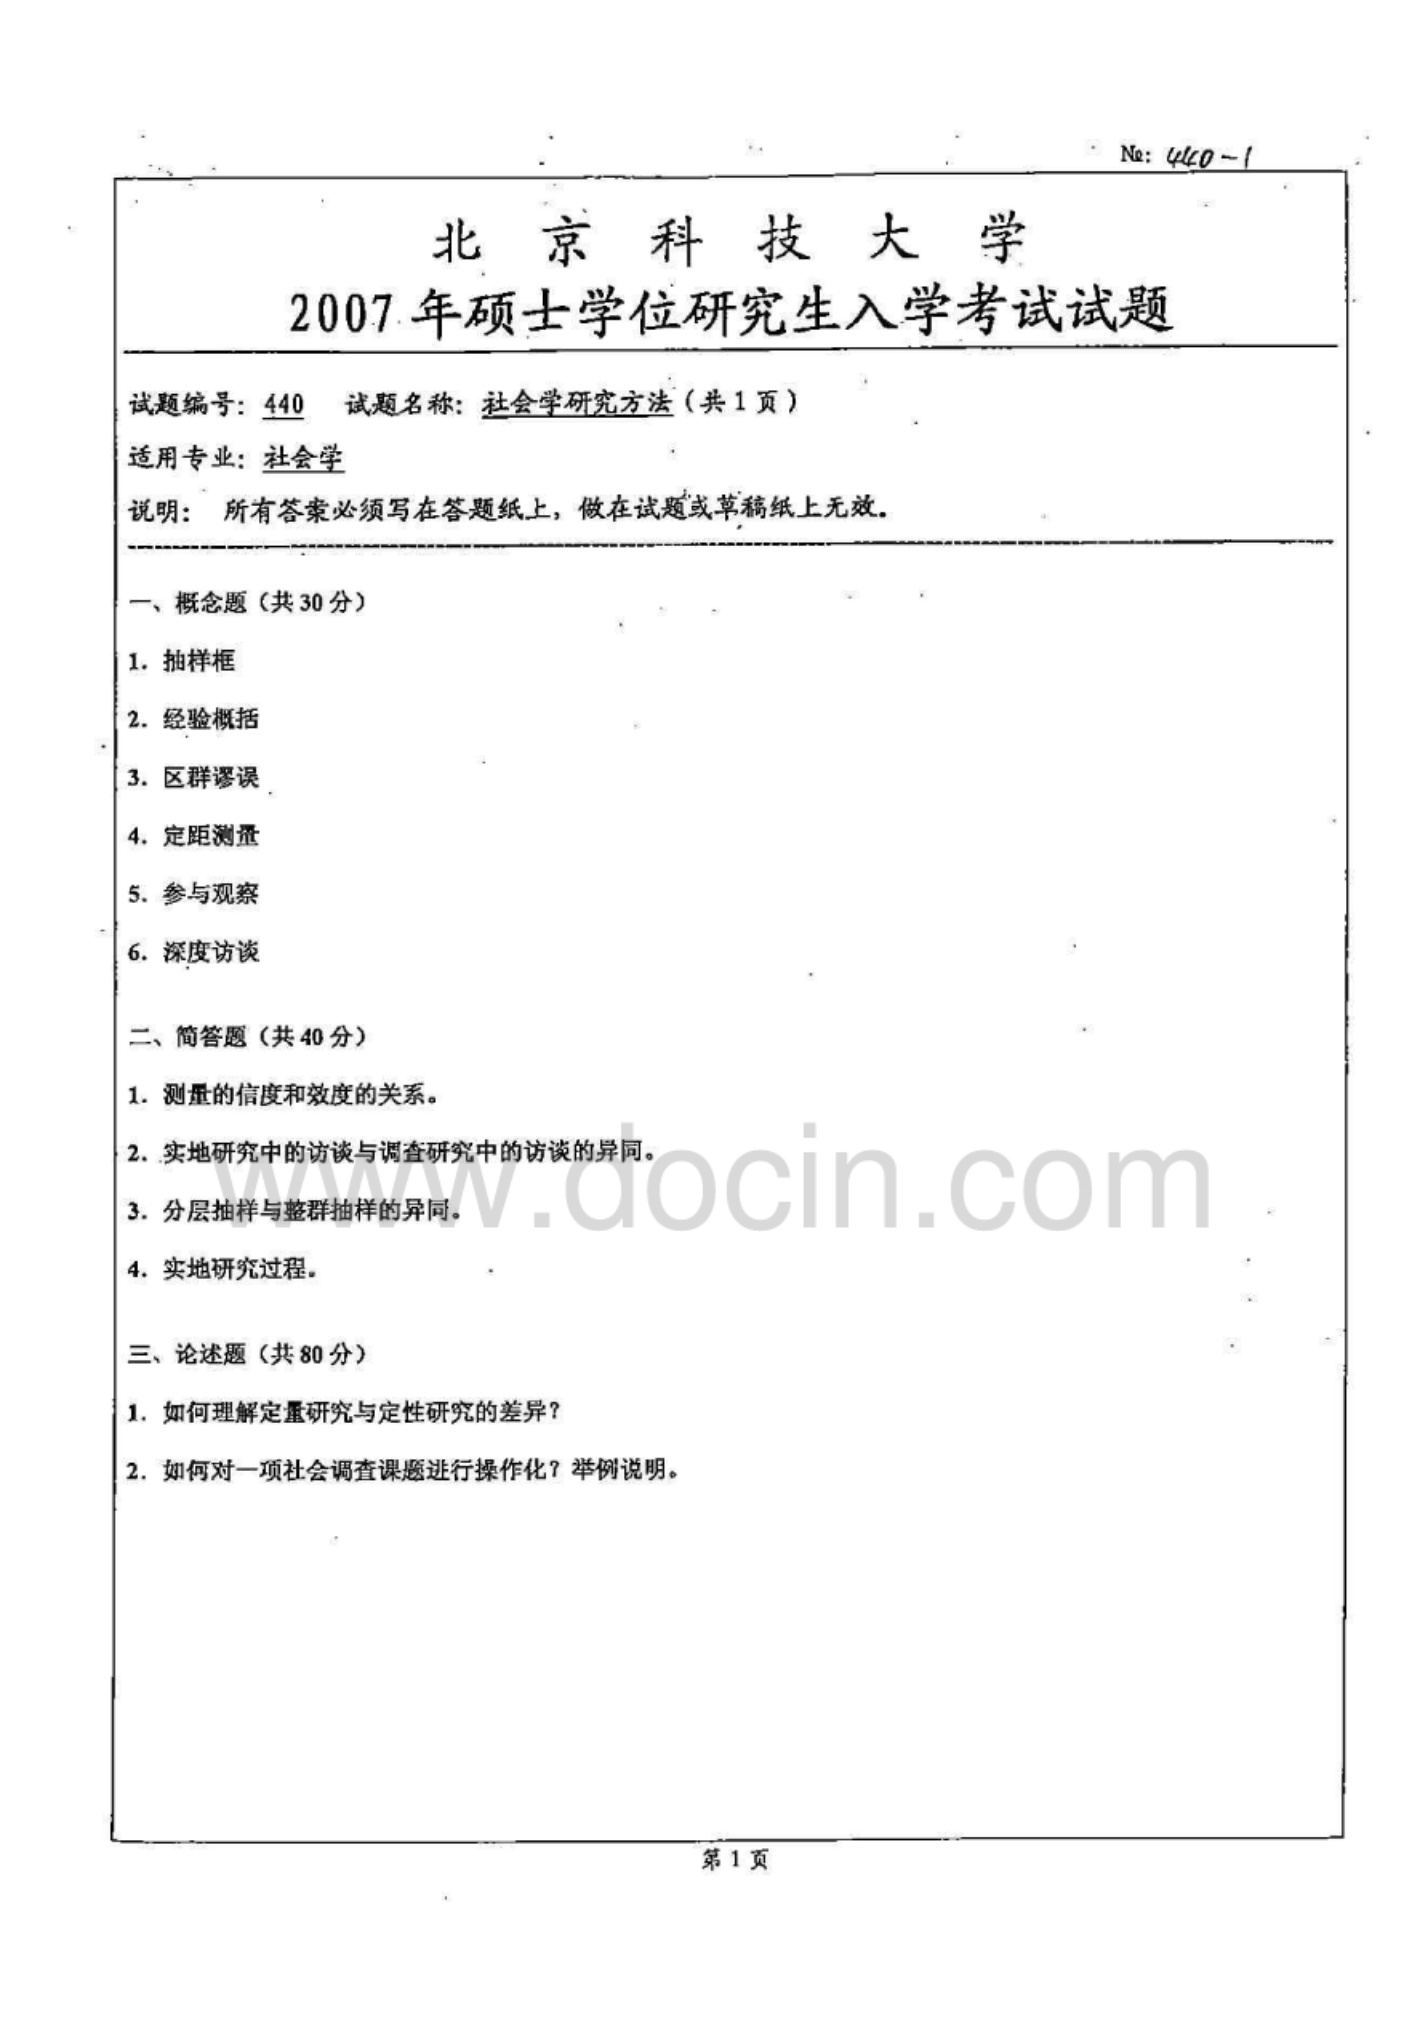 №: 440-1
北京科技大学
2007年硕士学位研究生入学考试试题
试题编号: 440 试题名称: 社会学研究方法 (共1页)
适用专业: 社会学
说明: 所有答案必须写在答题纸上，做在试题或草稿纸上无效。
一、概念题（共30分）
1. 抽样框
2. 经验概括
3. 区群谬误
4. 定距测量
5. 参与观察
6. 深度访谈
二、简答题（共40分）
1. 测量的信度和效度的关系。
2. 实地研究中的访谈与调查研究中的访谈的异同。
3. 分层抽样与整群抽样的异同。
4. 实地研究过程。
三、论述题（共80分）
1. 如何理解定量研究与定性研究的差异?
2. 如何对一项社会调查课题进行操作化? 举例说明。
www.docin.com
第1页